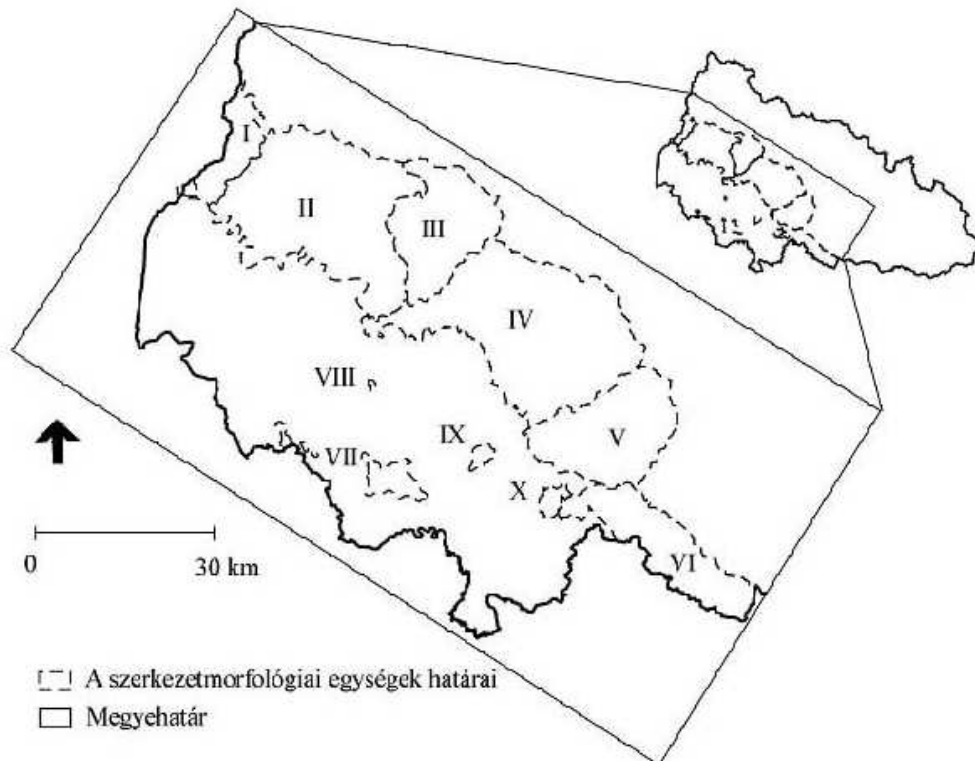 I
II
III
IV
VIII
IX
V
VII
X
VI
0 30 km
A szerkezetmorfológiai egységek határai
Megyehatár